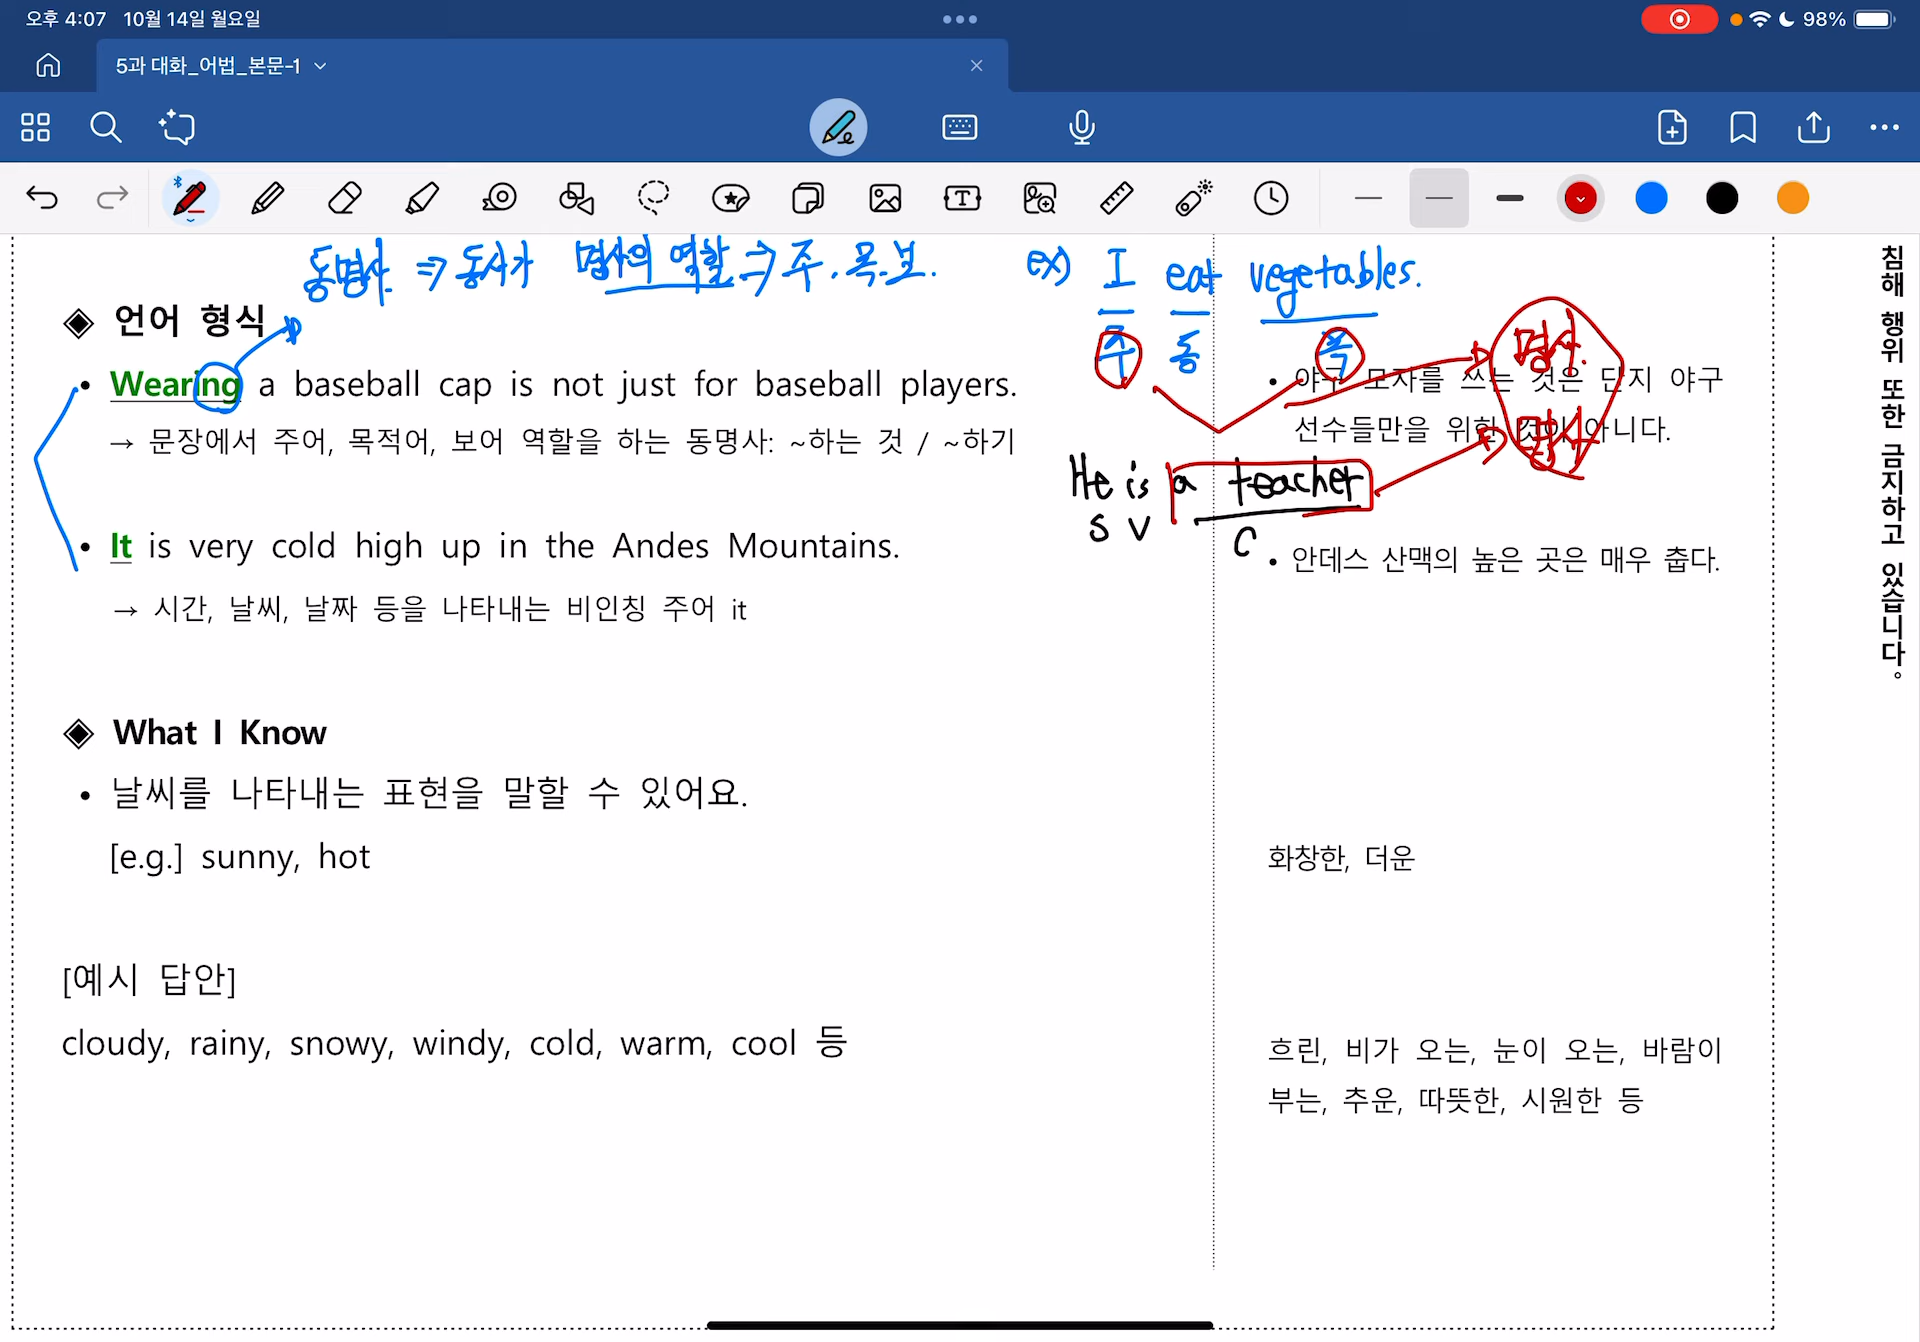 오후 4:07 10월 14일 월요일
98%
5과 대화_어법_본문-1
동명사 ⇒ 동사가 명사의 역할 ⇒ 주.목.보.
ex) I eat vegetables.
주 동 목
◈ 언어 형식
• Wearing a baseball cap is not just for baseball players.
→ 문장에서 주어, 목적어, 보어 역할을 하는 동명사: ~하는 것 / ~하기
• 야구 모자를 쓰는 것은 단지 야구
선수들만을 위한 것이 아니다.
명사.
명사
He is a teacher
S V C
• It is very cold high up in the Andes Mountains.
→ 시간, 날씨, 날짜 등을 나타내는 비인칭 주어 it
• 안데스 산맥의 높은 곳은 매우 춥다.
◈ What I Know
• 날씨를 나타내는 표현을 말할 수 있어요.
[e.g.] sunny, hot
화창한, 더운
[예시 답안]
cloudy, rainy, snowy, windy, cold, warm, cool 등
흐린, 비가 오는, 눈이 오는, 바람이
부는, 추운, 따뜻한, 시원한 등
침해 행위 또한 금지하고 있습니다.